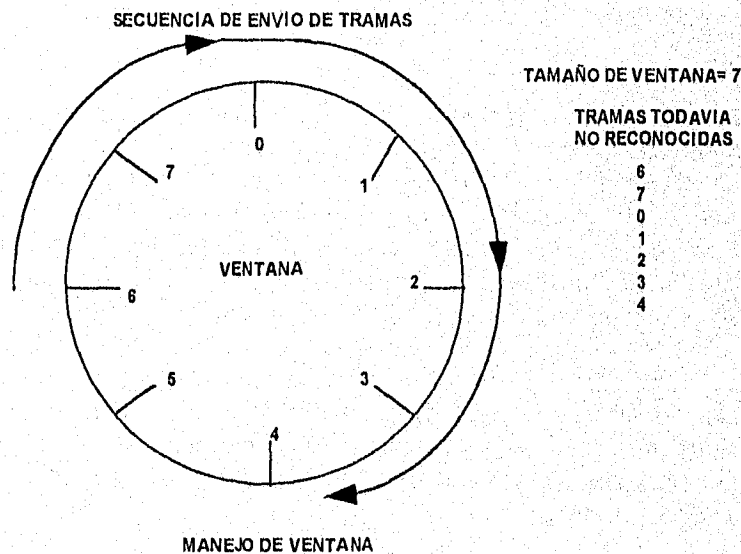 SECUENCIA DE ENVIO DE TRAMAS
TAMAÑO DE VENTANA= 7
TRAMAS TODAVIA
NO RECONOCIDAS
6
7
0
1
2
3
4
0
1
2
3
4
5
6
7
VENTANA
MANEJO DE VENTANA